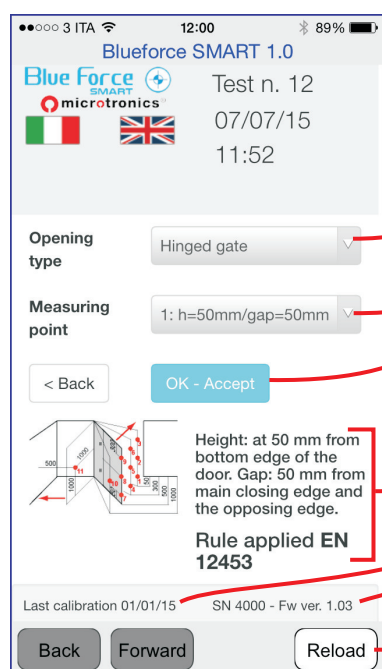 3 ITA 12:00 89%
Blueforce SMART 1.0
Blue Force
SMART
microtronics
Test n. 12
07/07/15
11:52
Opening
type
Hinged gate
Measuring
point
1: h=50mm/gap=50mm
< Back
OK - Accept
Height: at 50 mm from
bottom edge of the
door. Gap: 50 mm from
main closing edge and
the opposing edge.
Rule applied EN
12453
Last calibration 01/01/15 SN 4000 - Fw ver. 1.03
Back Forward Reload